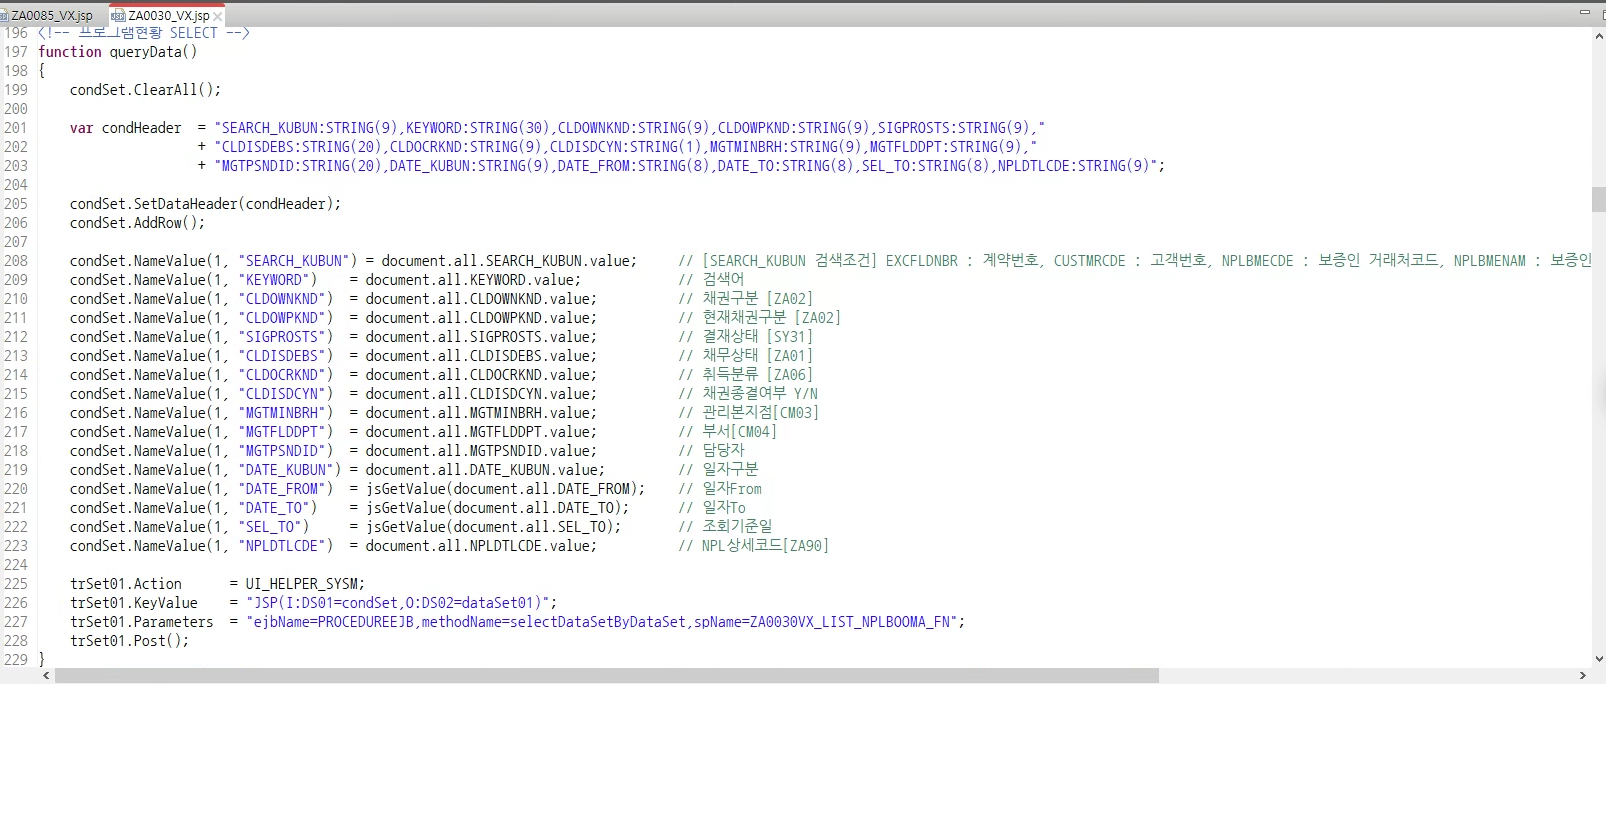 ZA0085_VX.jsp ZA0030_VX.jsp
196 <!-- 프로그램현황 SELECT -->
197 function queryData()
198 {
199 condSet.ClearAll();
200
201 var condHeader = "SEARCH_KUBUN:STRING(9),KEYWORD:STRING(30),CLDOWNKND:STRING(9),CLDOWPKND:STRING(9),SIGPROSTS:STRING(9),"
202 + "CLDISDEBS:STRING(20),CLDOCRKND:STRING(9),CLDISDCYN:STRING(1),MGTMINBRH:STRING(9),MGTFLDDPT:STRING(9),"
203 + "MGTPSNDID:STRING(20),DATE_KUBUN:STRING(9),DATE_FROM:STRING(8),DATE_TO:STRING(8),SEL_TO:STRING(8),NPLDTLCDE:STRING(9)";
204
205 condSet.SetDataHeader(condHeader);
206 condSet.AddRow();
207
208 condSet.NameValue(1, "SEARCH_KUBUN") = document.all.SEARCH_KUBUN.value; // [SEARCH_KUBUN 검색조건] EXCFLDNBR : 계약번호, CUSTMRCDE : 고객번호, NPLBMECDE : 보증인 거래처코드, NPLBMENAM : 보증인
209 condSet.NameValue(1, "KEYWORD") = document.all.KEYWORD.value; // 검색어
210 condSet.NameValue(1, "CLDOWNKND") = document.all.CLDOWNKND.value; // 채권구분 [ZA02]
211 condSet.NameValue(1, "CLDOWPKND") = document.all.CLDOWPKND.value; // 현재채권구분 [ZA02]
212 condSet.NameValue(1, "SIGPROSTS") = document.all.SIGPROSTS.value; // 결재상태 [SY31]
213 condSet.NameValue(1, "CLDISDEBS") = document.all.CLDISDEBS.value; // 채무상태 [ZA01]
214 condSet.NameValue(1, "CLDOCRKND") = document.all.CLDOCRKND.value; // 취득분류 [ZA06]
215 condSet.NameValue(1, "CLDISDCYN") = document.all.CLDISDCYN.value; // 채권종결여부 Y/N
216 condSet.NameValue(1, "MGTMINBRH") = document.all.MGTMINBRH.value; // 관리본지점[CM03]
217 condSet.NameValue(1, "MGTFLDDPT") = document.all.MGTFLDDPT.value; // 부서[CM04]
218 condSet.NameValue(1, "MGTPSNDID") = document.all.MGTPSNDID.value; // 담당자
219 condSet.NameValue(1, "DATE_KUBUN") = document.all.DATE_KUBUN.value; // 일자구분
220 condSet.NameValue(1, "DATE_FROM") = jsGetValue(document.all.DATE_FROM); // 일자From
221 condSet.NameValue(1, "DATE_TO") = jsGetValue(document.all.DATE_TO); // 일자To
222 condSet.NameValue(1, "SEL_TO") = jsGetValue(document.all.SEL_TO); // 조회기준일
223 condSet.NameValue(1, "NPLDTLCDE") = document.all.NPLDTLCDE.value; // NPL상세코드[ZA90]
224
225 trSet01.Action = UI_HELPER_SYSM;
226 trSet01.KeyValue = "JSP(I:DS01=condSet,O:DS02=dataSet01)";
227 trSet01.Parameters = "ejbName=PROCEDUREEJB,methodName=selectDataSetByDataSet,spName=ZA0030VX_LIST_NPLBOOMA_FN";
228 trSet01.Post();
229 }